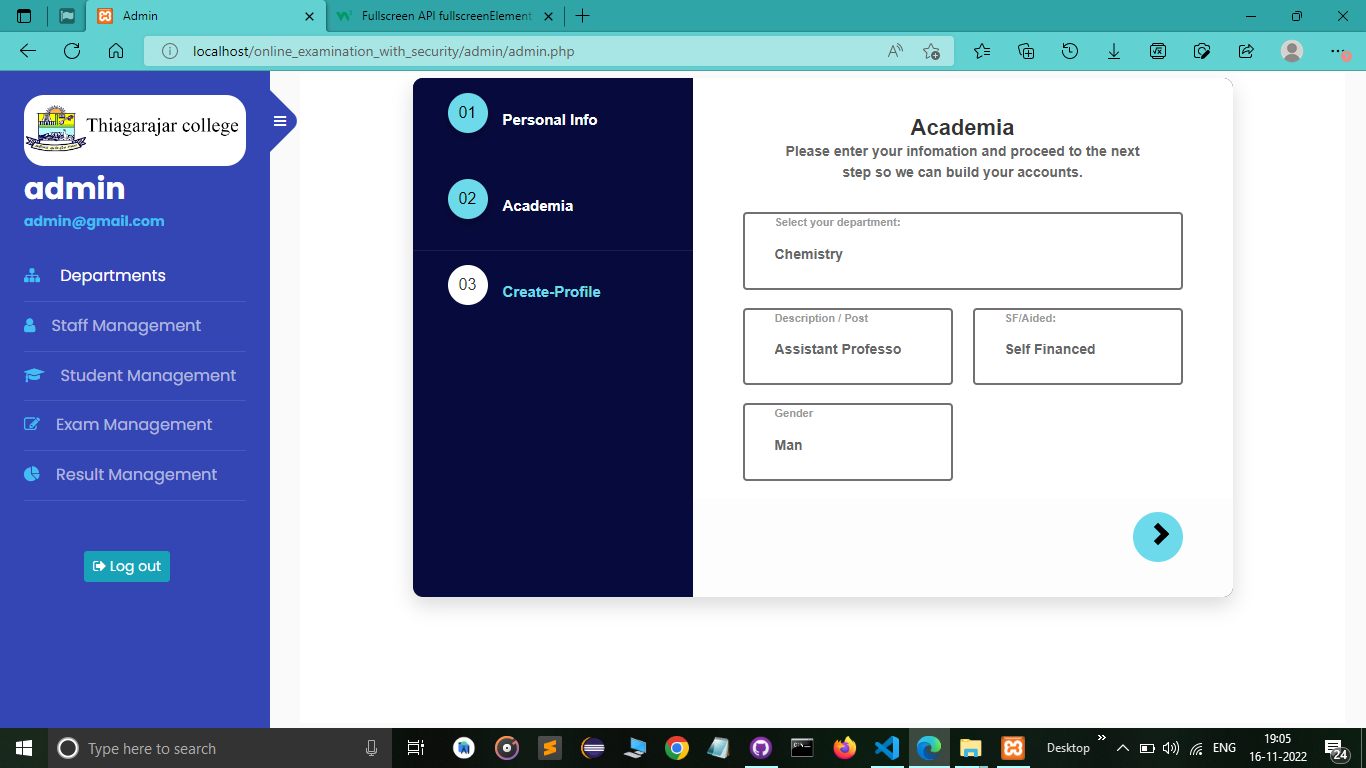 Admin
Fullscreen API fullscreenElement
localhost/online_examination_with_security/admin/admin.php
Thiagarajar college
admin
admin@gmail.com
Departments
Staff Management
Student Management
Exam Management
Result Management
Log out
01
Personal Info
02
Academia
03
Create-Profile
Academia
Please enter your infomation and proceed to the next
step so we can build your accounts.
Select your department:
Chemistry
Description / Post
Assistant Professo
SF/Aided:
Self Financed
Gender
Man
Type here to search
Desktop
ENG
19:05
16-11-2022
24